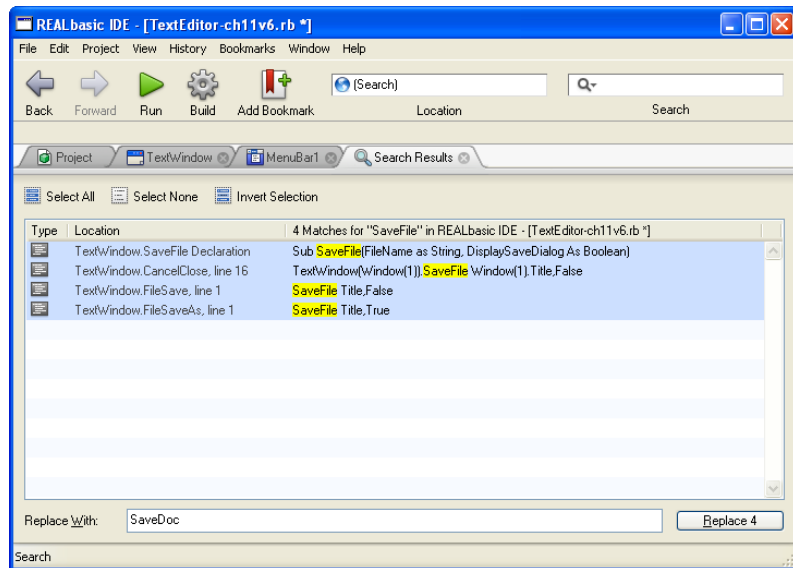 REALbasic IDE - [TextEditor-ch11v6.rb *]
File Edit Project View History Bookmarks Window Help
(Search)
Back Forward Run Build Add Bookmark Location Search
Project TextWindow MenuBar1 Search Results
Select All Select None Invert Selection
Type Location 4 Matches for "SaveFile" in REALbasic IDE - [TextEditor-ch11v6.rb *]
TextWindow.SaveFile Declaration Sub SaveFile(FileName as String, DisplaySaveDialog As Boolean)
TextWindow.CancelClose, line 16 TextWindow(Window(1)).SaveFile Window(1).Title,False
TextWindow.FileSave, line 1 SaveFile Title,False
TextWindow.FileSaveAs, line 1 SaveFile Title,True
Replace With: SaveDoc Replace 4
Search